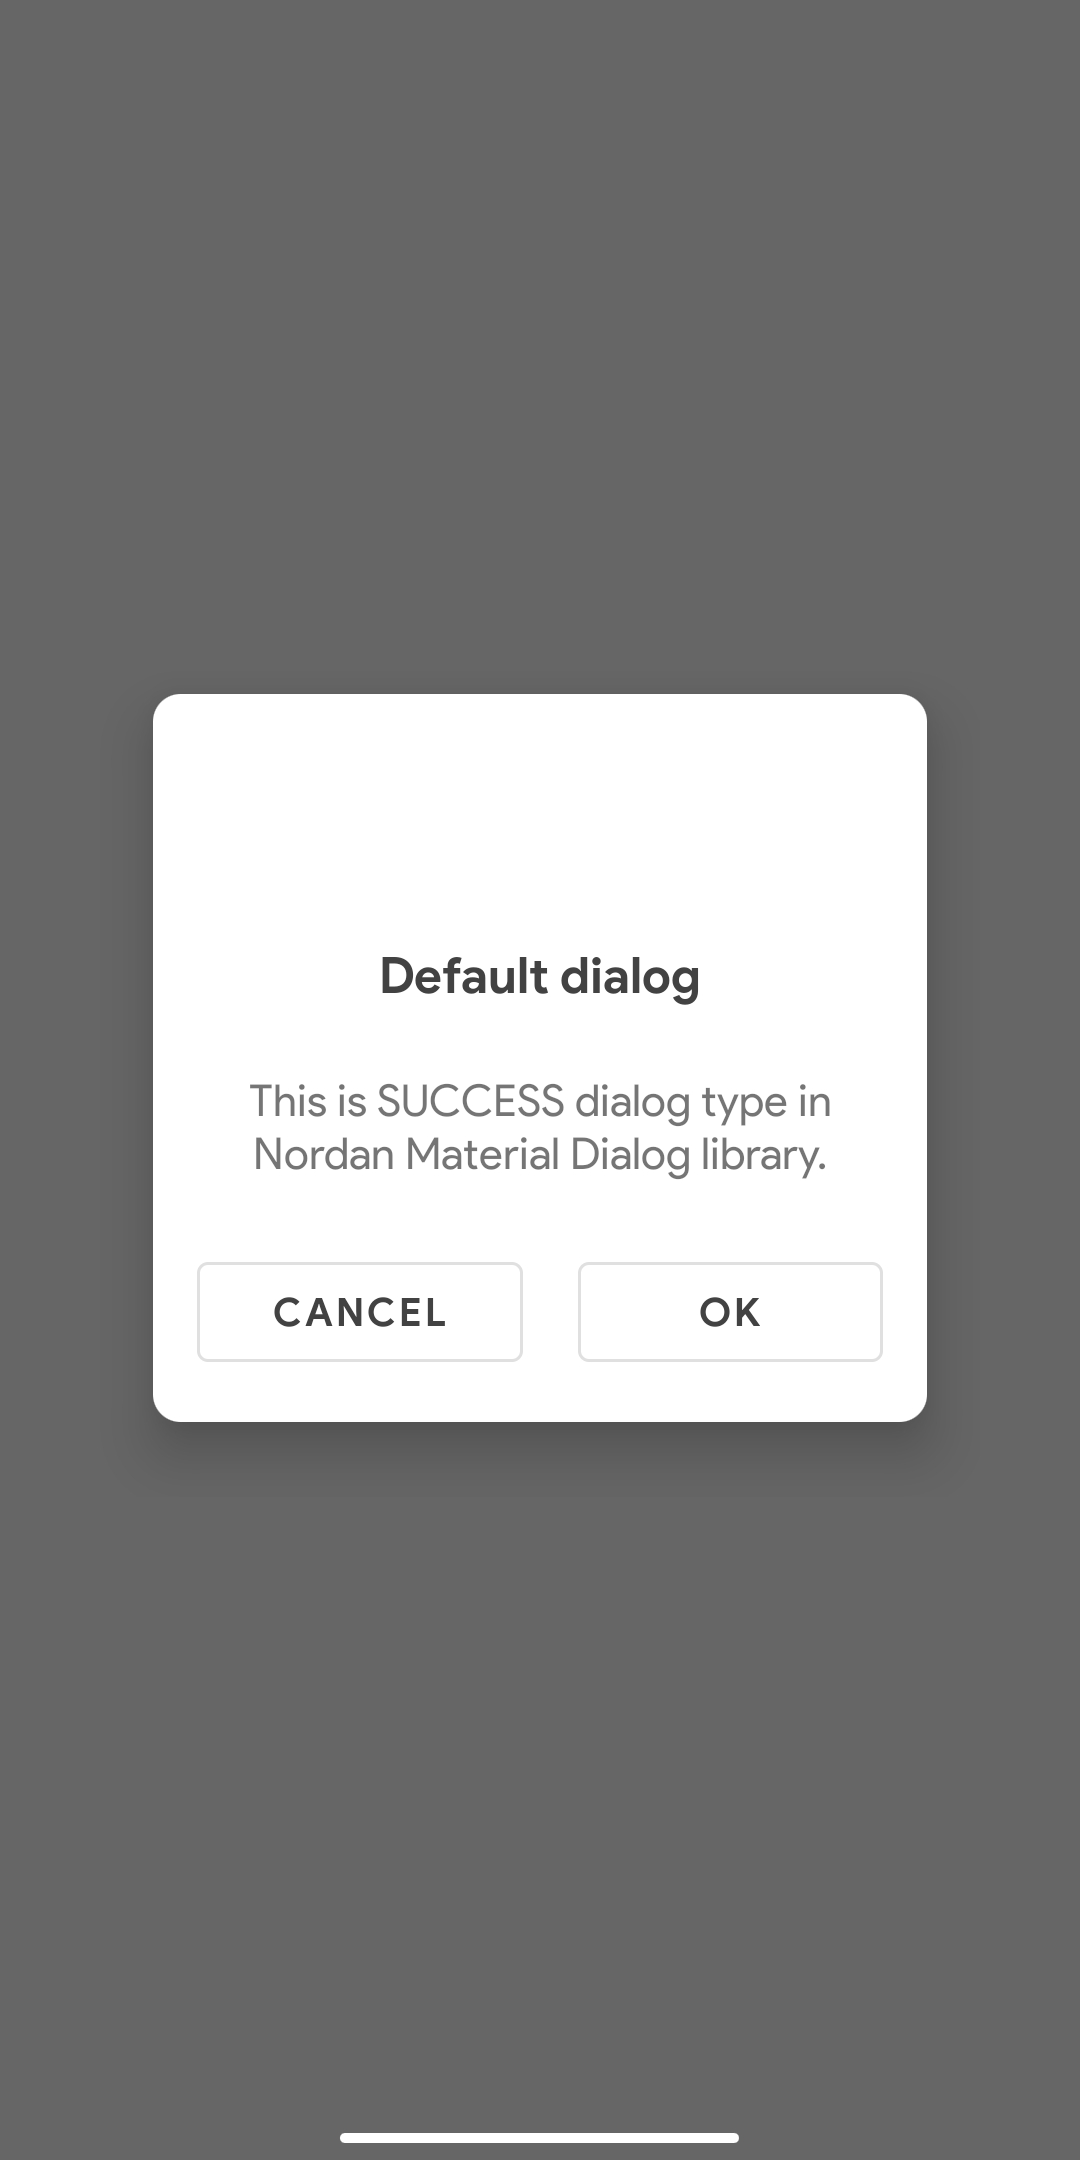 Default dialog
This is SUCCESS dialog type in
Nordan Material Dialog library.
CANCEL
OK